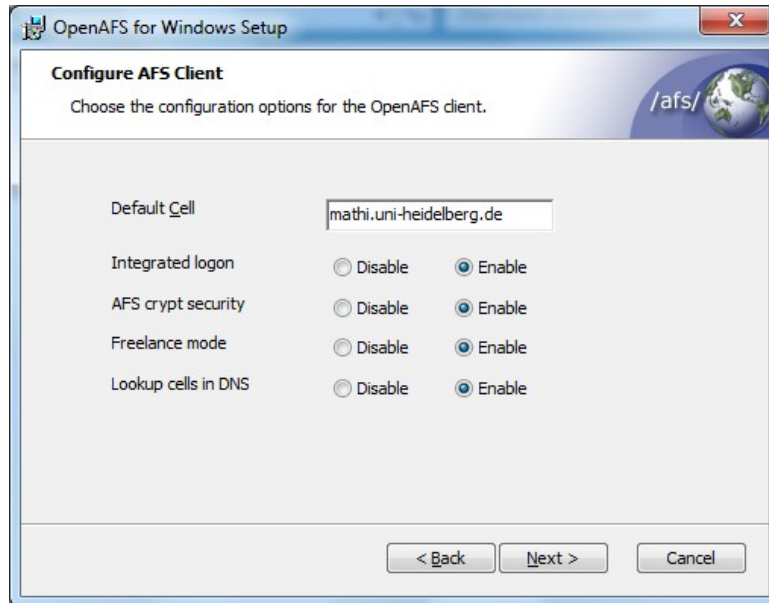 OpenAFS for Windows Setup
Configure AFS Client
Choose the configuration options for the OpenAFS client.
/afs/
Default Cell mathi.uni-heidelberg.de
Integrated logon Disable Enable
AFS crypt security Disable Enable
Freelance mode Disable Enable
Lookup cells in DNS Disable Enable
< Back Next > Cancel